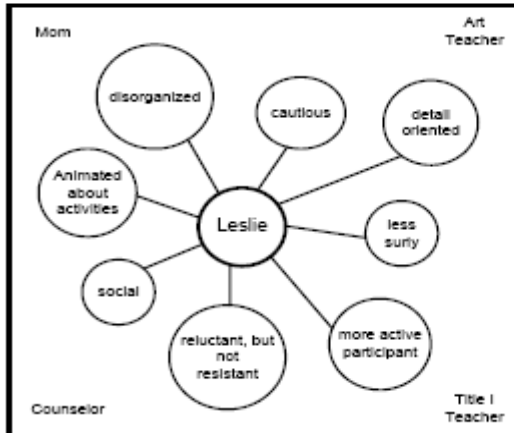 Mom
Art
Teacher
disorganized
cautious
detail
oriented
Animated
about
activities
Leslie
less
surly
social
reluctant, but
not
resistant
more active
participant
Counselor
Title I
Teacher